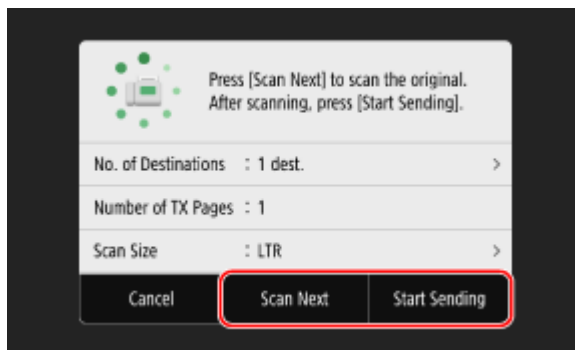 Press [Scan Next] to scan the original.
After scanning, press [Start Sending].
No. of Destinations : 1 dest. >
Number of TX Pages : 1
Scan Size : LTR >
Cancel Scan Next Start Sending